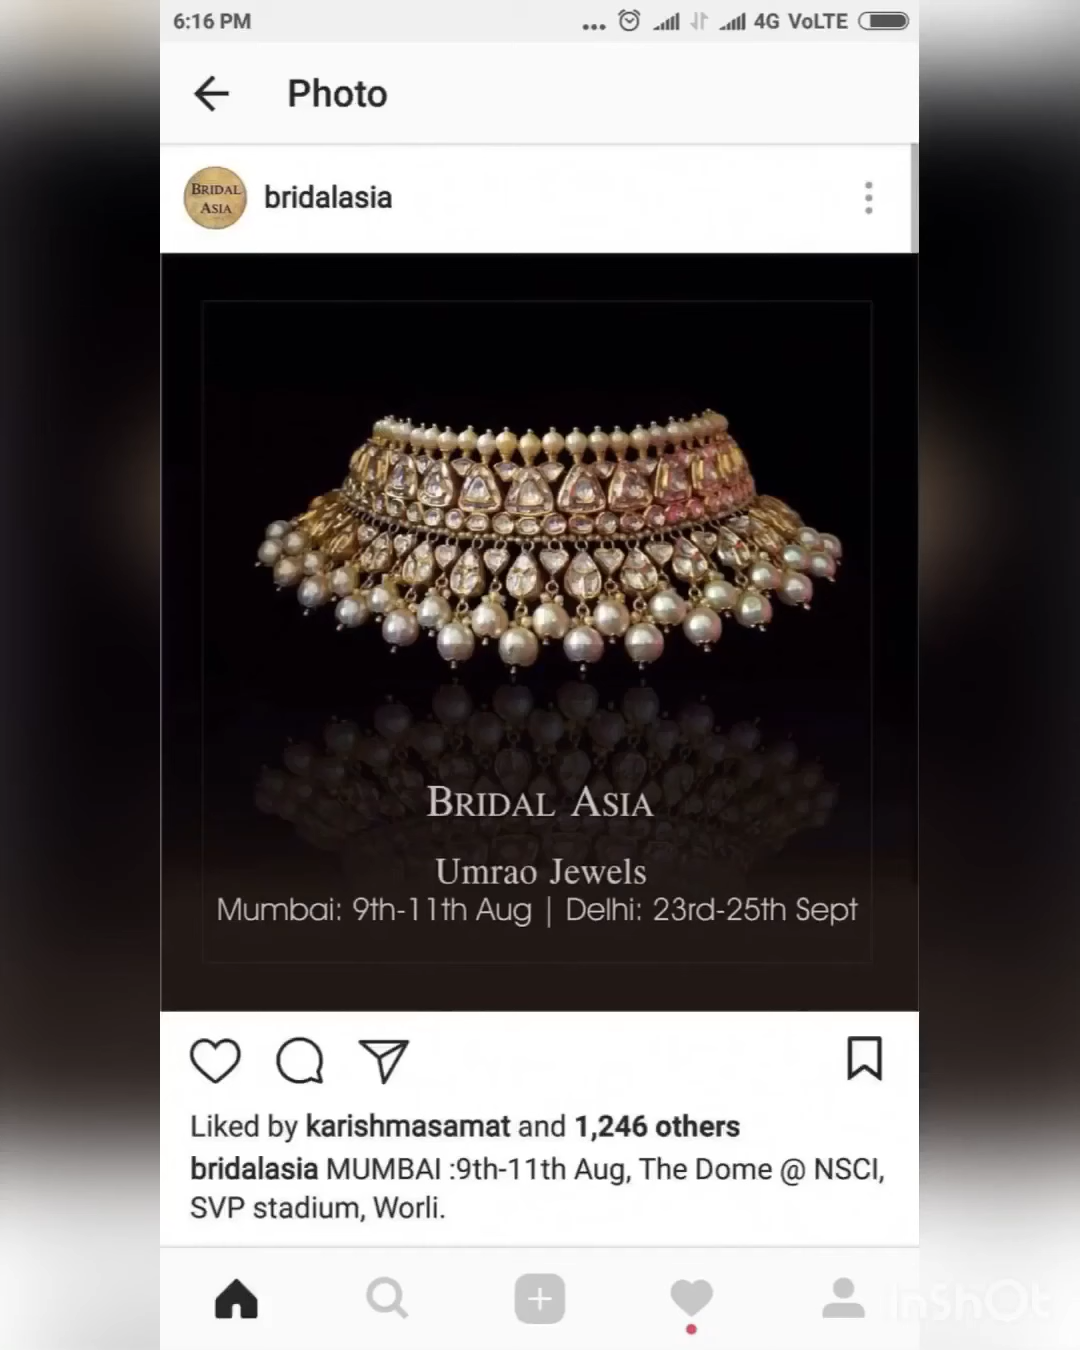 6:16 PM
4G VoLTE
Photo
BRIDAL
ASIA
bridalasia
BRIDAL ASIA
Umrao Jewels
Mumbai: 9th-11th Aug | Delhi: 23rd-25th Sept
Liked by karishmasamat and 1,246 others
bridalasia MUMBAI :9th-11th Aug, The Dome @ NSCI,
SVP stadium, Worli.
InShOt